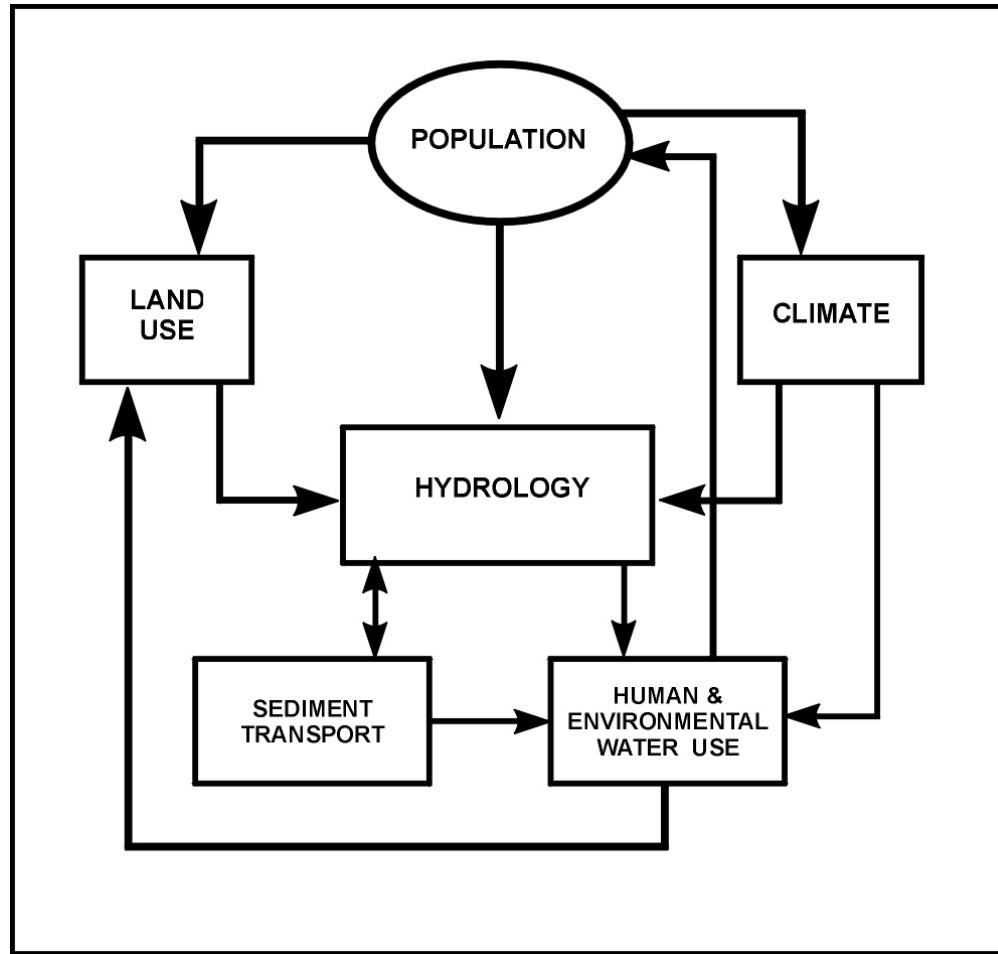 POPULATION
LAND
USE
CLIMATE
HYDROLOGY
SEDIMENT
TRANSPORT
HUMAN &
ENVIRONMENTAL
WATER USE